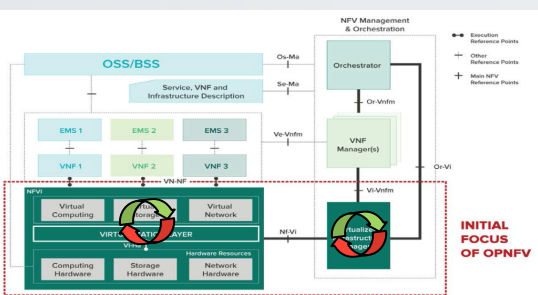 NFV Management
& Orchestration
Execution
Reference Points
Other
Reference Points
Main NFV
Reference Points
OSS/BSS
Os-Ma
Orchestrator
Se-Ma
Service, VNF and
Infrastructure Description
Or-Vnfm
EMS 1
EMS 2
EMS 3
Ve-Vnfm
VNF
Manager(s)
Or-Vi
VNF 1
VNF 2
VNF 3
VN-NF
Vi-Vnfm
NFVI
Virtual
Computing
Virtual
Network
Nf-Vi
Hardware Resources
Computing
Hardware
Storage
Hardware
Network
Hardware
INITIAL
FOCUS
OF OPNFV